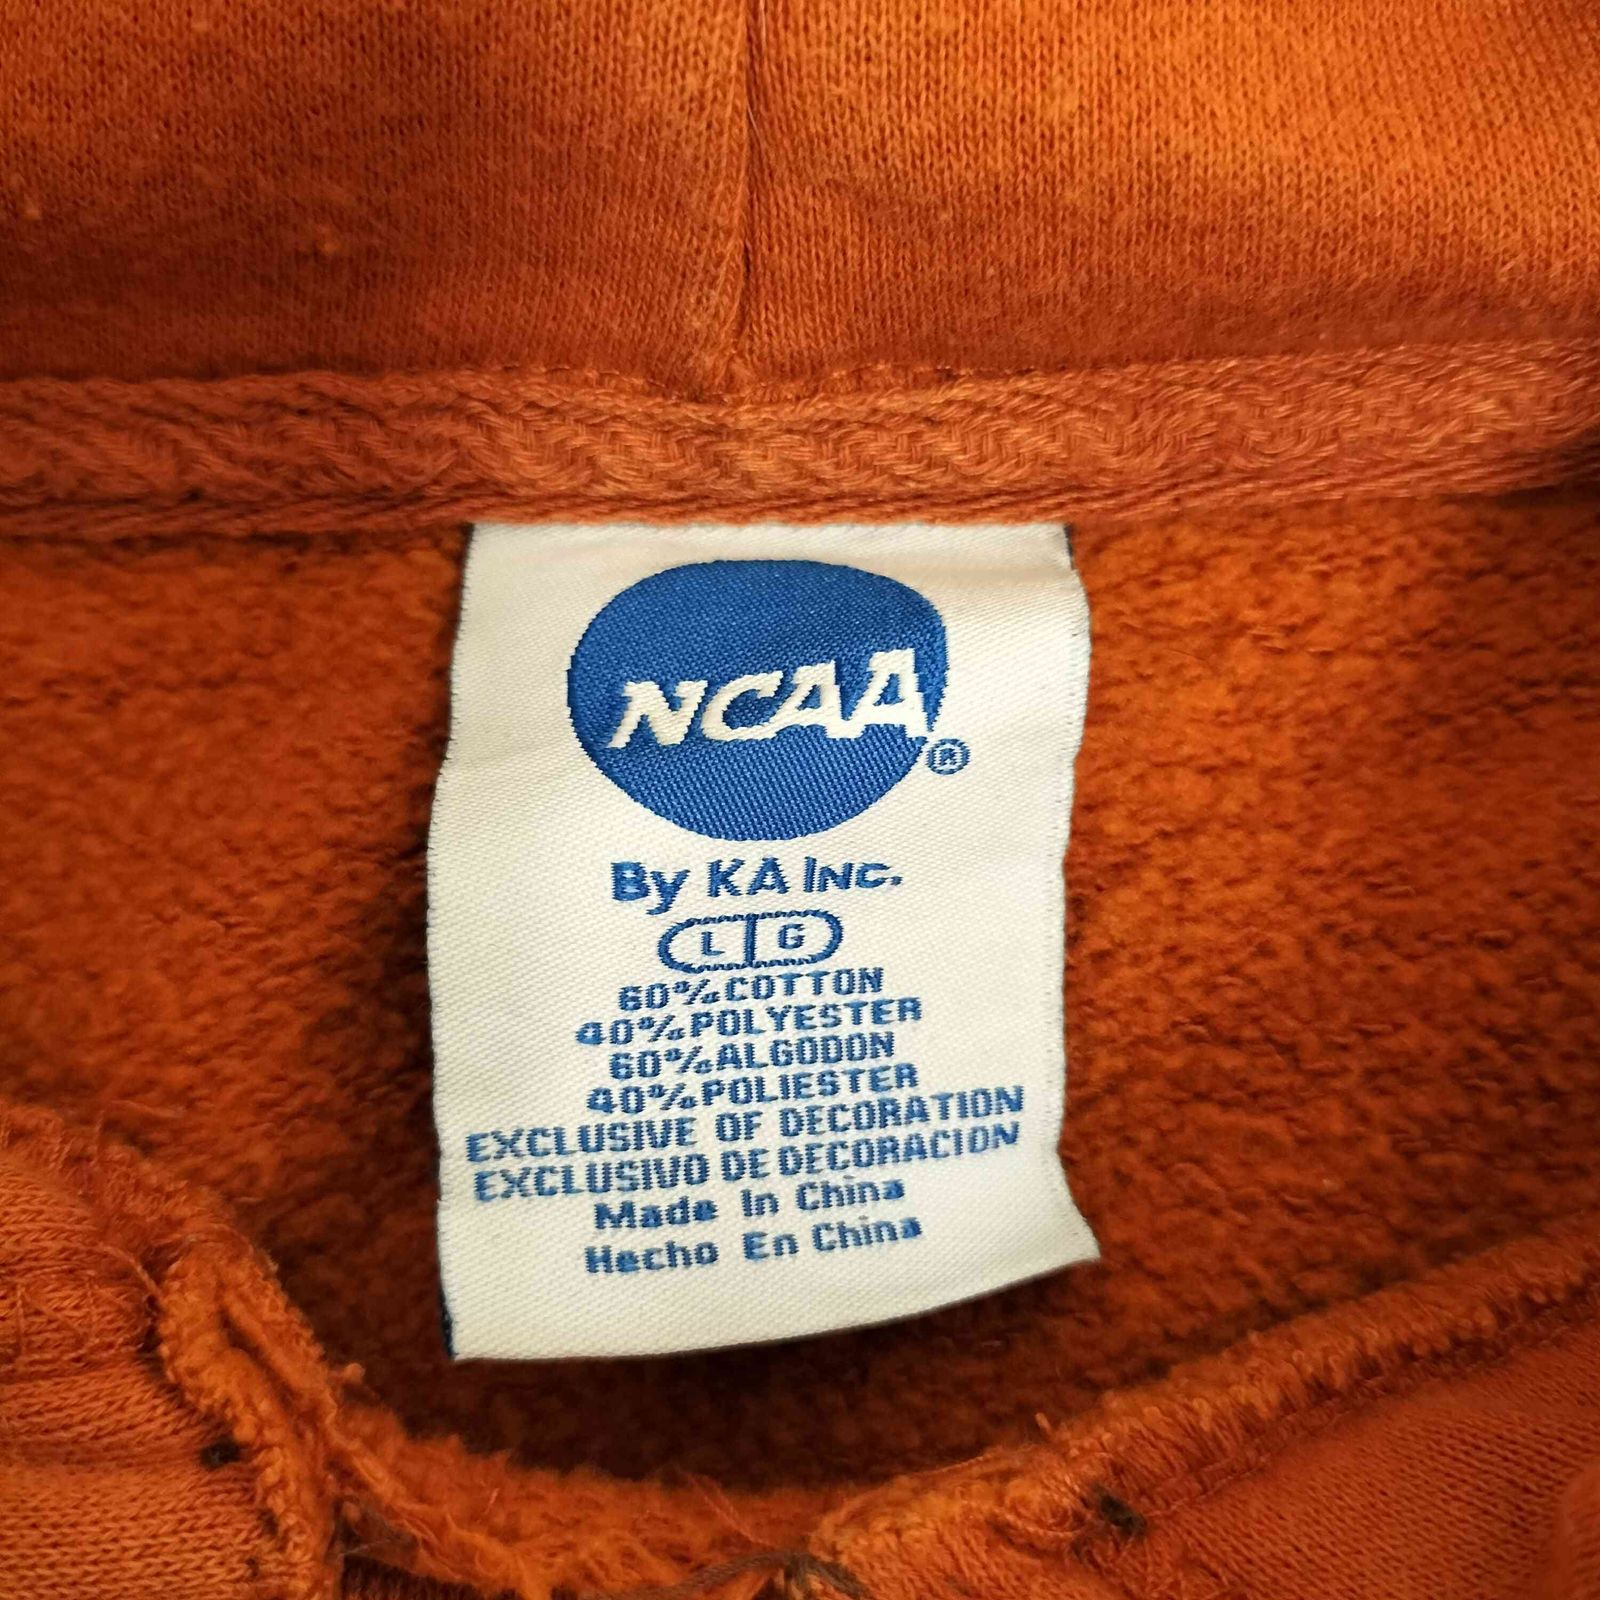 NCAA®
By KA Inc.
L G
60% COTTON
40% POLYESTER
60% ALGODON
40% POLIESTER
EXCLUSIVE OF DECORATION
EXCLUSIVO DE DECORACION
Made In China
Hecho En China